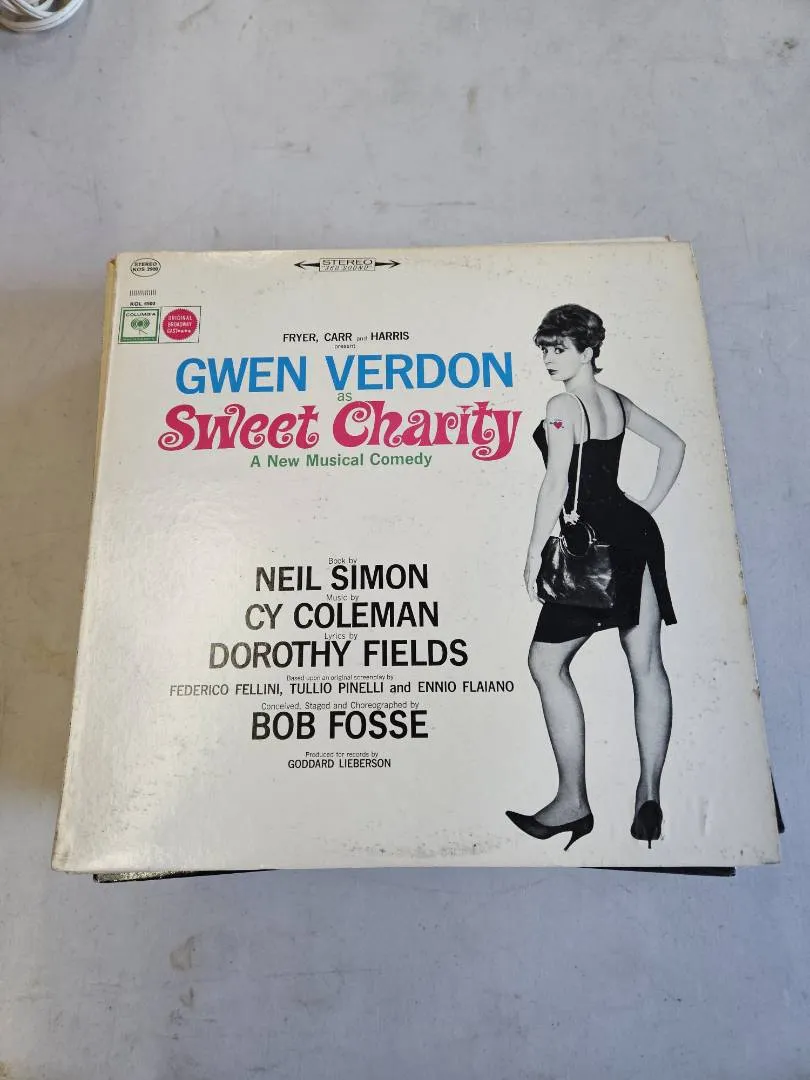 STEREO
KOS 2900
STEREO
360 SOUND
KOL 6500
COLUMBIA
ORIGINAL
BROADWAY
CAST
FRYER, CARR and HARRIS
present
GWEN VERDON
as
Sweet Charity
A New Musical Comedy
Book by
NEIL SIMON
Music by
CY COLEMAN
Lyrics by
DOROTHY FIELDS
Based upon an original screenplay by
FEDERICO FELLINI, TULLIO PINELLI and ENNIO FLAIANO
Conceived, Staged and Choreographed by
BOB FOSSE
Produced for records by
GODDARD LIEBERSON